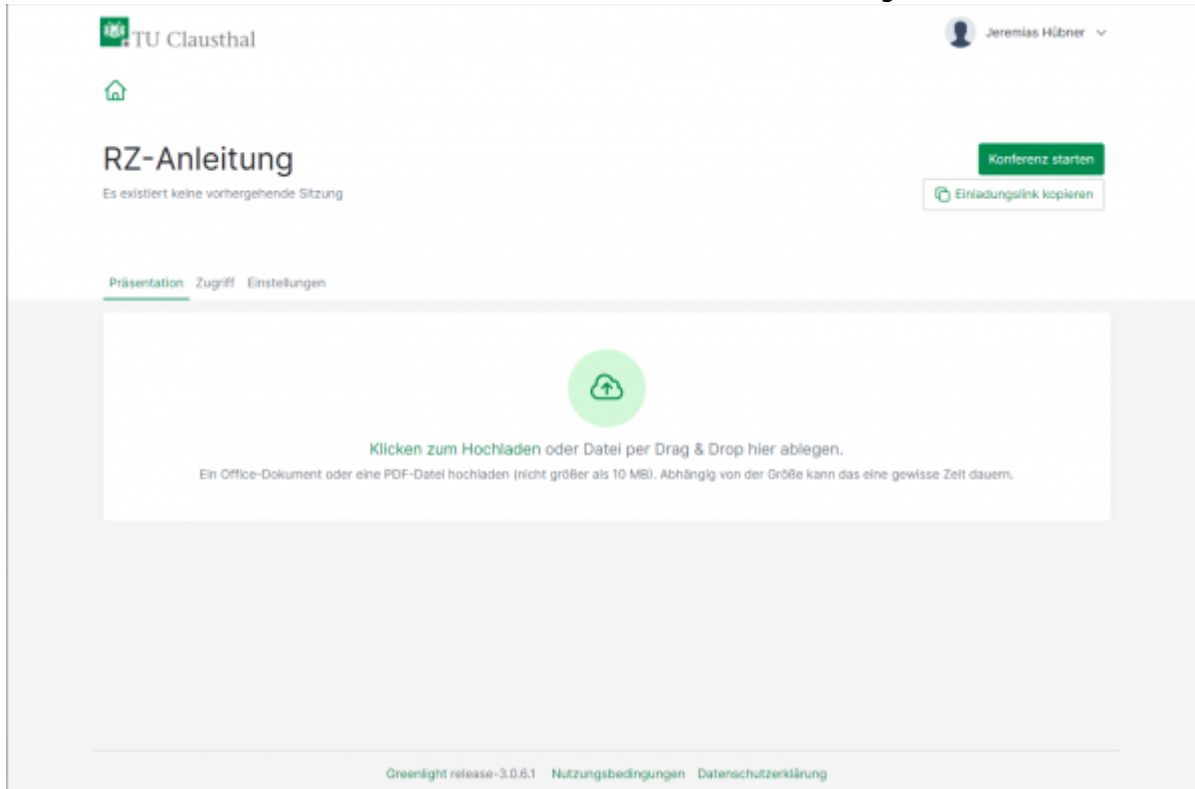 TU Clausthal
Jeremias Hübner
RZ-Anleitung
Konferenz starten
Es existiert keine vorhergehende Sitzung
Einladungslink kopieren
Präsentation Zugriff Einstellungen
Klicken zum Hochladen oder Datei per Drag & Drop hier ablegen.
Ein Office-Dokument oder eine PDF-Datei hochladen (nicht größer als 10 MB). Abhängig von der Größe kann das eine gewisse Zeit dauern.
Greenlight release-3.0.6.1 Nutzungsbedingungen Datenschutzerklärung